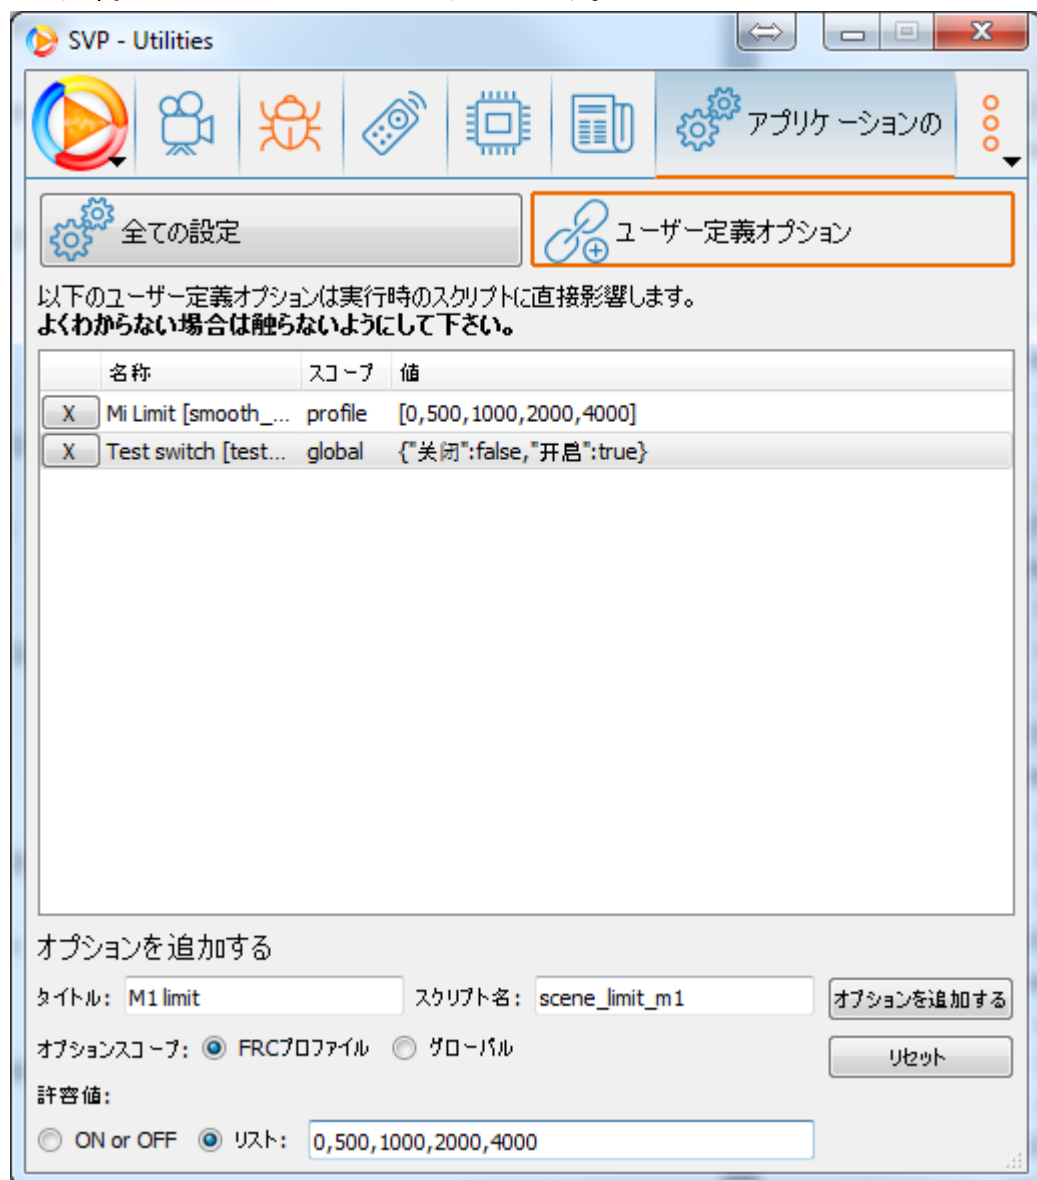 SVP - Utilities
アプリケーションの
全ての設定
ユーザー定義オプション
以下のユーザー定義オプションは実行時のスクリプトに直接影響します。
よくわからない場合は触らないようにして下さい。
名称 スコープ 値
X Mi Limit [smooth_... profile [0,500,1000,2000,4000]
X Test switch [test... global {"关闭":false,"开启":true}
オプションを追加する
タイトル: M1 limit スクリプト名: scene_limit_m1 オプションを追加する
オプションスコープ: FRCプロファイル グローバル リセット
許容値:
ON or OFF リスト: 0,500,1000,2000,4000